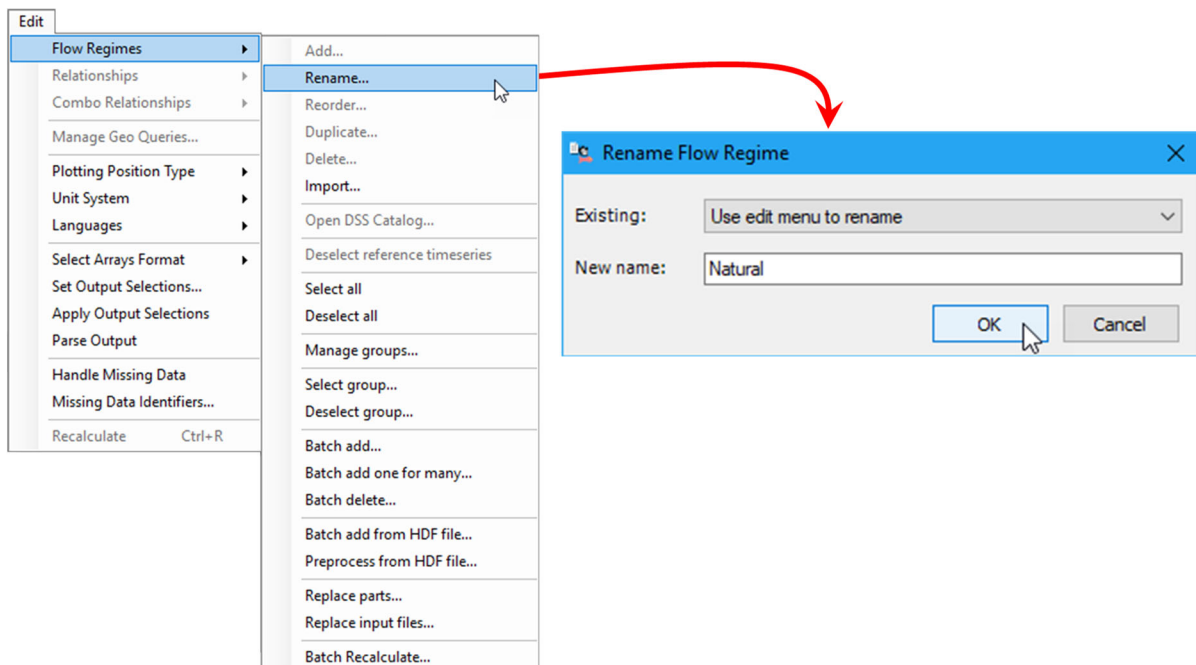 Edit
Flow Regimes
Relationships
Combo Relationships
Manage Geo Queries...
Plotting Position Type
Unit System
Languages
Select Arrays Format
Set Output Selections...
Apply Output Selections
Parse Output
Handle Missing Data
Missing Data Identifiers...
Recalculate Ctrl+R
Add...
Rename...
Reorder...
Duplicate...
Delete...
Import...
Open DSS Catalog...
Deselect reference timeseries
Select all
Deselect all
Manage groups...
Select group...
Deselect group...
Batch add...
Batch add one for many...
Batch delete...
Batch add from HDF file...
Preprocess from HDF file...
Replace parts...
Replace input files...
Batch Recalculate...
Rename Flow Regime
Existing: Use edit menu to rename
New name: Natural
OK Cancel